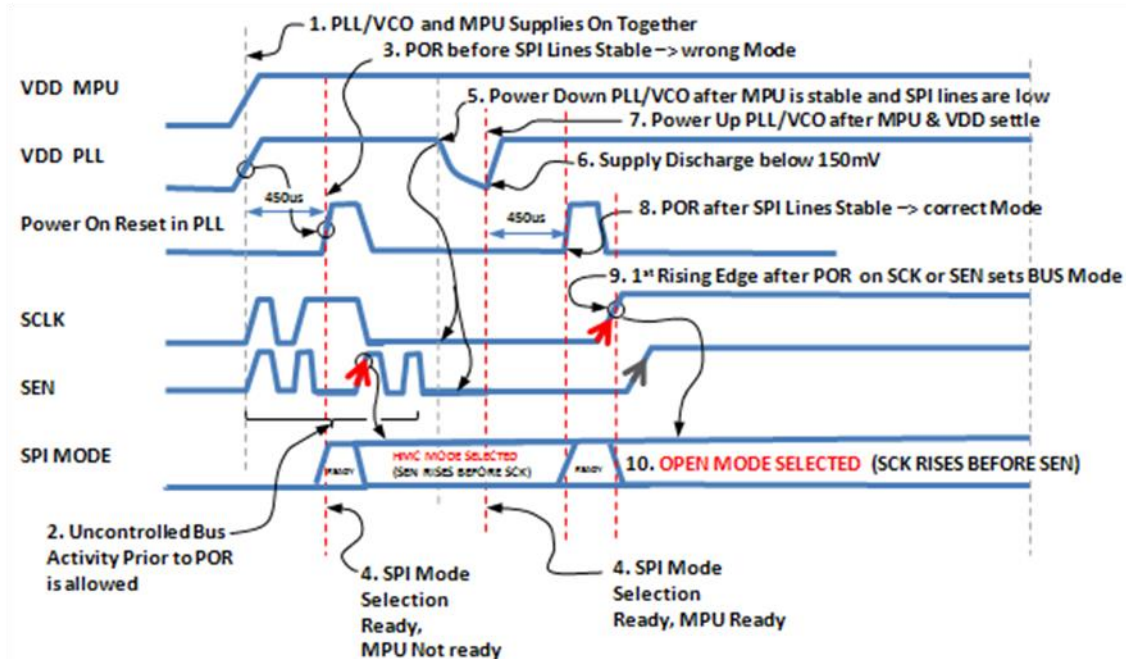 1. PLL/VCO and MPU Supplies On Together
3. POR before SPI Lines Stable –> wrong Mode
VDD MPU
5. Power Down PLL/VCO after MPU is stable and SPI lines are low
7. Power Up PLL/VCO after MPU & VDD settle
VDD PLL
6. Supply Discharge below 150mV
450us
450us
8. POR after SPI Lines Stable –> correct Mode
Power On Reset in PLL
9. 1st Rising Edge after POR on SCK or SEN sets BUS Mode
SCLK
SEN
SPI MODE
READY
HMC MODE SELECTED
(SEN RISES BEFORE SCK)
READY
10. OPEN MODE SELECTED (SCK RISES BEFORE SEN)
2. Uncontrolled Bus
Activity Prior to POR
is allowed
4. SPI Mode
Selection
Ready,
MPU Not ready
4. SPI Mode
Selection
Ready, MPU Ready